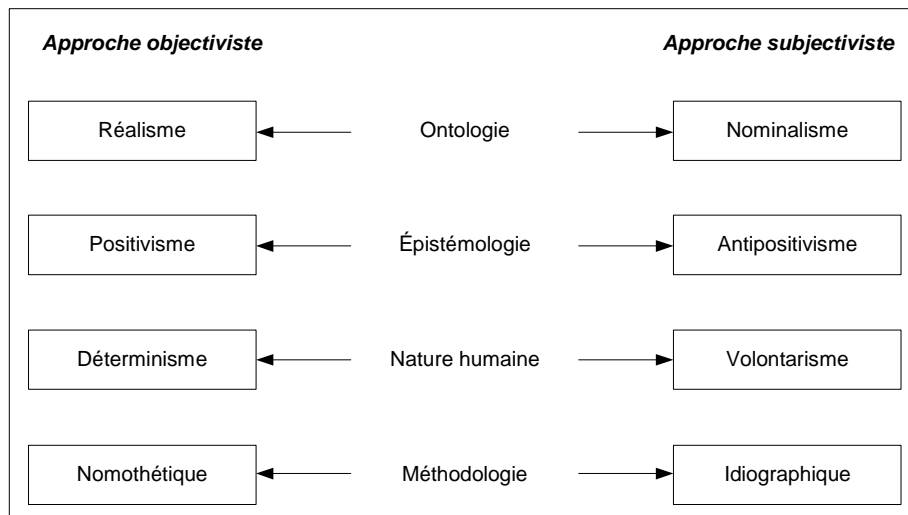 Approche objectiviste Approche subjectiviste
Réalisme Ontologie Nominalisme
Positivisme Épistémologie Antipositivisme
Déterminisme Nature humaine Volontarisme
Nomothétique Méthodologie Idiographique